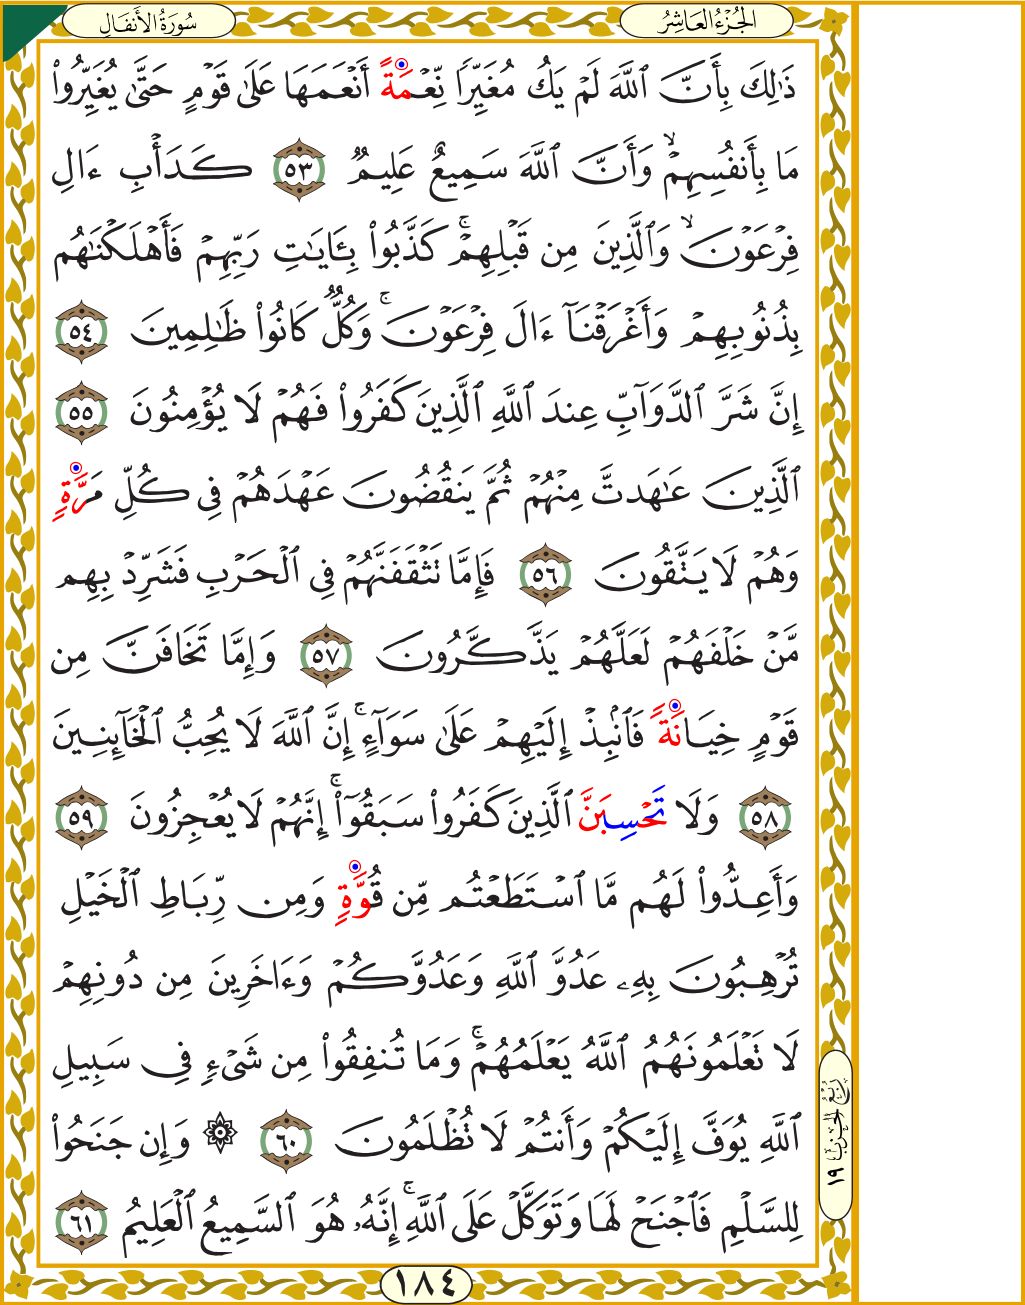 سُورَةُ الأَنفَال
الجُزْءُ العَاشِرُ
ذَٰلِكَ بِأَنَّ ٱللَّهَ لَمْ يَكُ مُغَيِّرًا نِّعْمَةً أَنْعَمَهَا عَلَىٰ قَوْمٍ حَتَّىٰ يُغَيِّرُوا۟
مَا بِأَنفُسِهِمْ ۙ وَأَنَّ ٱللَّهَ سَمِيعٌ عَلِيمٌ ٥٣ كَدَأْبِ ءَالِ
فِرْعَوْنَ ۙ وَٱلَّذِينَ مِن قَبْلِهِمْ ۚ كَذَّبُوا۟ بِـَٔايَٰتِ رَبِّهِمْ فَأَهْلَكْنَٰهُم
بِذُنُوبِهِمْ وَأَغْرَقْنَآ ءَالَ فِرْعَوْنَ ۚ وَكُلٌّ كَانُوا۟ ظَٰلِمِينَ ٥٤
إِنَّ شَرَّ ٱلدَّوَآبِّ عِندَ ٱللَّهِ ٱلَّذِينَ كَفَرُوا۟ فَهُمْ لَا يُؤْمِنُونَ ٥٥
ٱلَّذِينَ عَٰهَدتَّ مِنْهُمْ ثُمَّ يَنقُضُونَ عَهْدَهُمْ فِى كُلِّ مَرَّةٍ
وَهُمْ لَا يَتَّقُونَ ٥٦ فَإِمَّا تَثْقَفَنَّهُمْ فِى ٱلْحَرْبِ فَشَرِّدْ بِهِم
مَّنْ خَلْفَهُمْ لَعَلَّهُمْ يَذَّكَّرُونَ ٥٧ وَإِمَّا تَخَافَنَّ مِن
قَوْمٍ خِيَانَةً فَٱنۢبِذْ إِلَيْهِمْ عَلَىٰ سَوَآءٍ ۚ إِنَّ ٱللَّهَ لَا يُحِبُّ ٱلْخَآئِنِينَ
٥٨ وَلَا تَحْسِبَنَّ ٱلَّذِينَ كَفَرُوا۟ سَبَقُوٓا۟ ۚ إِنَّهُمْ لَا يُعْجِزُونَ ٥٩
وَأَعِدُّوا۟ لَهُم مَّا ٱسْتَطَعْتُم مِّن قُوَّةٍ وَمِن رِّبَاطِ ٱلْخَيْلِ
تُرْهِبُونَ بِهِۦ عَدُوَّ ٱللَّهِ وَعَدُوَّكُمْ وَءَاخَرِينَ مِن دُونِهِمْ
لَا تَعْلَمُونَهُمُ ٱللَّهُ يَعْلَمُهُمْ ۚ وَمَا تُنفِقُوا۟ مِن شَىْءٍ فِى سَبِيلِ
ٱللَّهِ يُوَفَّ إِلَيْكُمْ وَأَنتُمْ لَا تُظْلَمُونَ ٦٠ ۞ وَإِن جَنَحُوا۟
لِلسَّلْمِ فَٱجْنَحْ لَهَا وَتَوَكَّلْ عَلَى ٱللَّهِ ۚ إِنَّهُۥ هُوَ ٱلسَّمِيعُ ٱلْعَلِيمُ ٦١
رُبْعُ الحِزْبِ ١٩
١٨٤